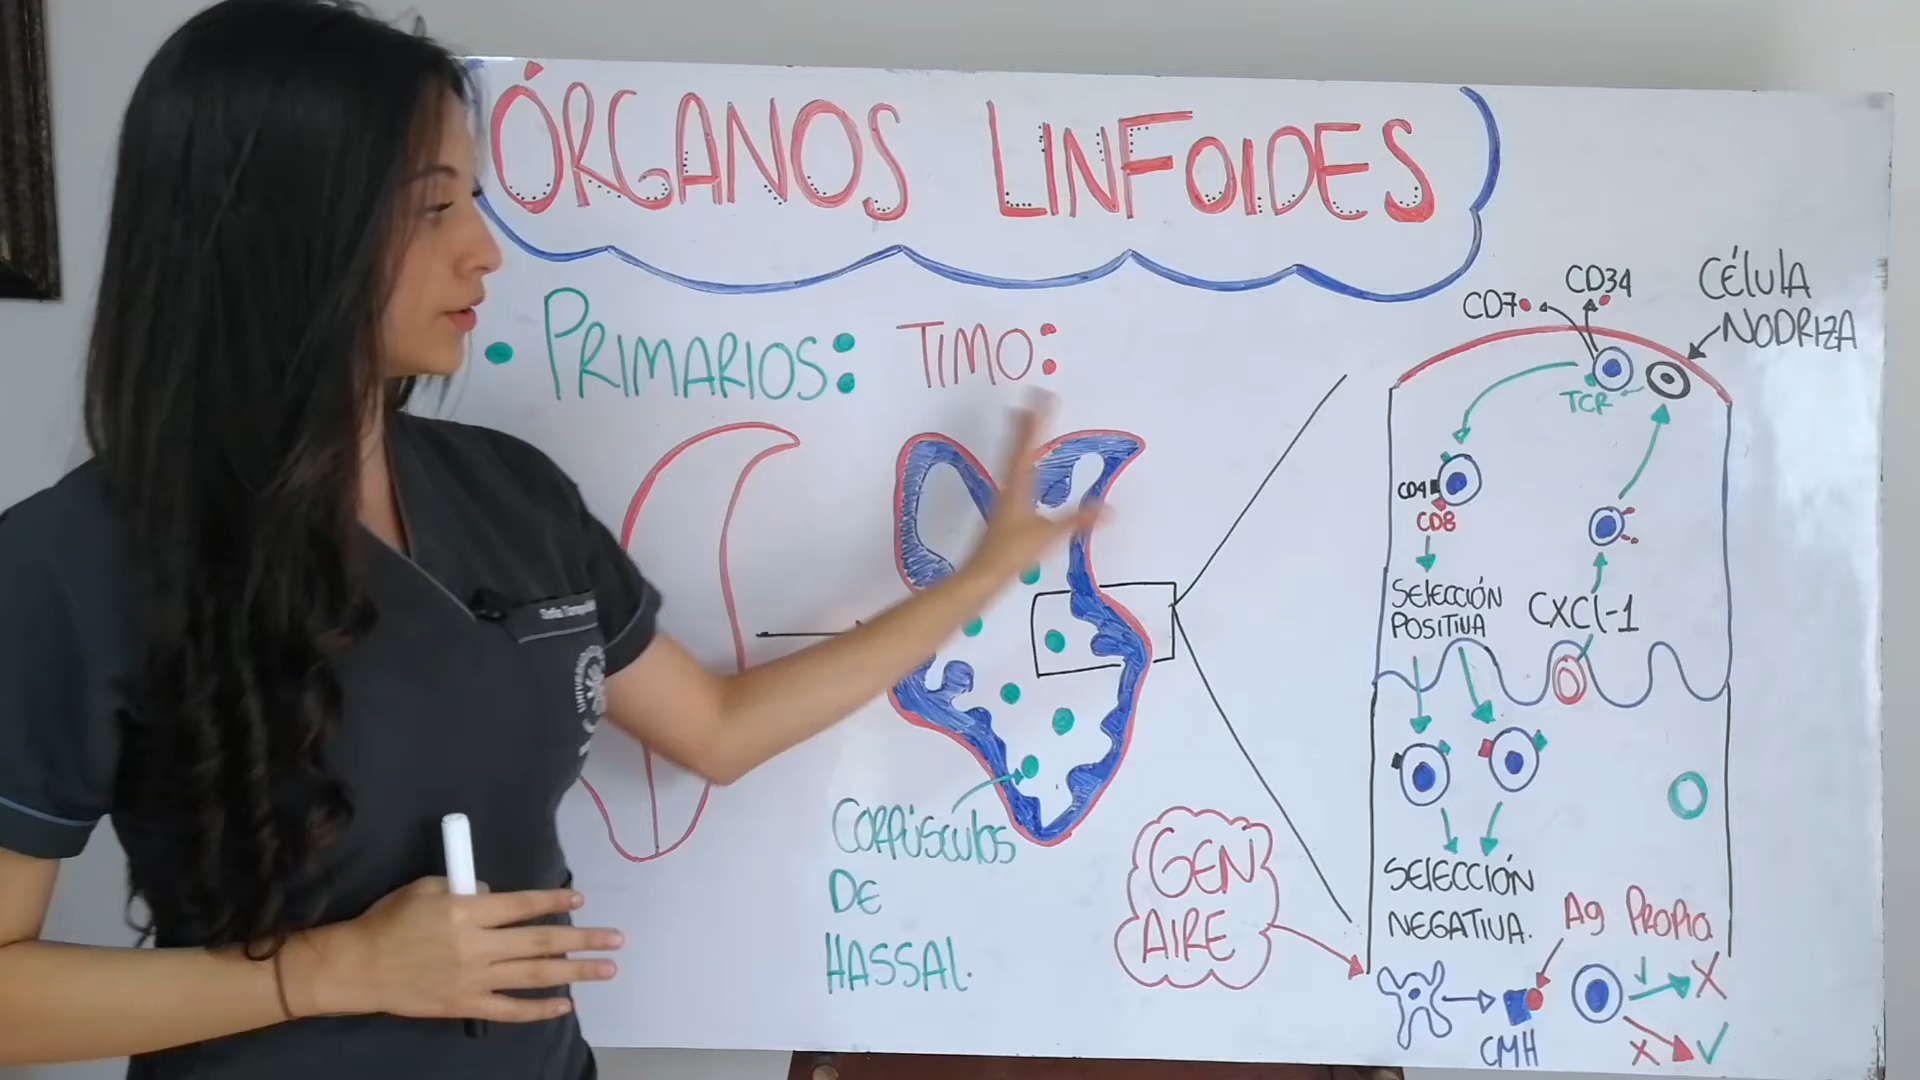 ÓRGANOS LINFOIDES
• PRIMARIOS: TIMO:
CORPÚSCULOS
DE
HASSAL.
GEN
AIRE
CD7
CD34
CÉLULA
NODRIZA
TCR
CD4
CD8
SELECCIÓN
POSITIVA
CXCl-1
SELECCIÓN
NEGATIVA.
Ag PROPIO
CMH